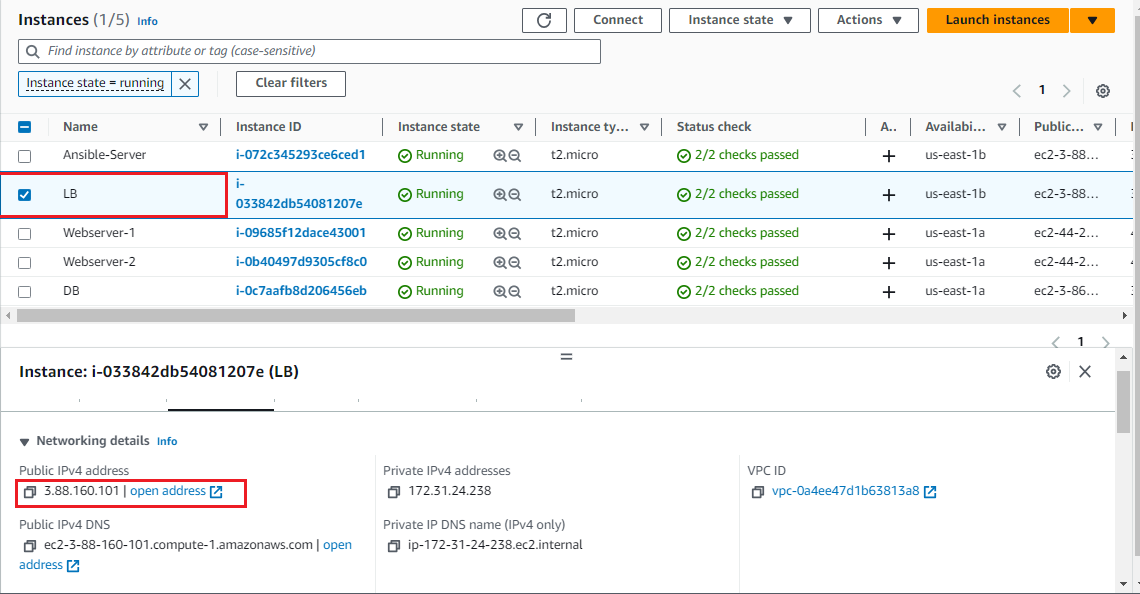 Instances (1/5) Info
Connect
Instance state
Actions
Launch instances
Find instance by attribute or tag (case-sensitive)
Instance state = running
Clear filters
1
Name Instance ID Instance state Instance ty... Status check A.. Availabi... Public...
Ansible-Server i-072c345293ce6ced1 Running t2.micro 2/2 checks passed us-east-1b ec2-3-88...
LB i-033842db54081207e Running t2.micro 2/2 checks passed us-east-1b ec2-3-88...
Webserver-1 i-09685f12dace43001 Running t2.micro 2/2 checks passed us-east-1a ec2-44-2...
Webserver-2 i-0b40497d9305cf8c0 Running t2.micro 2/2 checks passed us-east-1a ec2-44-2...
DB i-0c7aafb8d206456eb Running t2.micro 2/2 checks passed us-east-1a ec2-3-86...
1
Instance: i-033842db54081207e (LB)
Networking details Info
Public IPv4 address
3.88.160.101 | open address
Public IPv4 DNS
ec2-3-88-160-101.compute-1.amazonaws.com | open
address
Private IPv4 addresses
172.31.24.238
Private IP DNS name (IPv4 only)
ip-172-31-24-238.ec2.internal
VPC ID
vpc-0a4ee47d1b63813a8